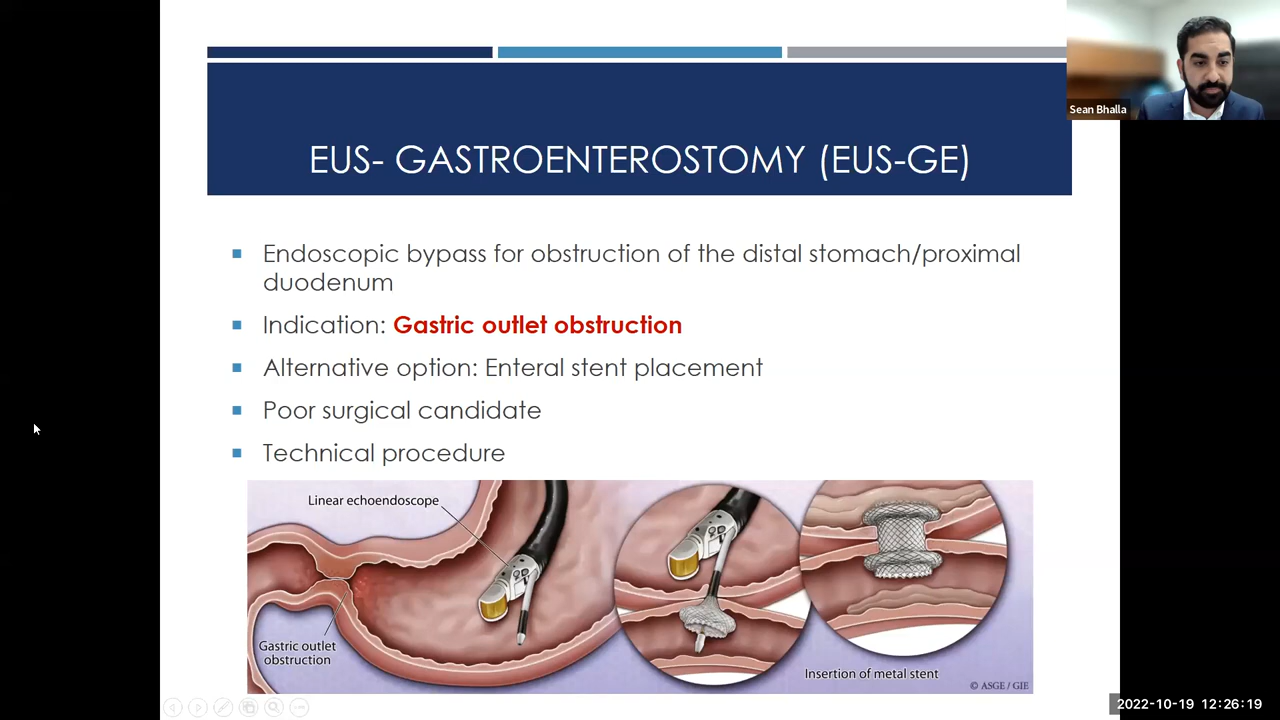 Sean Bhalla
EUS- GASTROENTEROSTOMY (EUS-GE)
Endoscopic bypass for obstruction of the distal stomach/proximal
duodenum
Indication: Gastric outlet obstruction
Alternative option: Enteral stent placement
Poor surgical candidate
Technical procedure
Linear echoendoscope
Gastric outlet
obstruction
Insertion of metal stent
© ASGE / GIE
2022-10-19 12:26:19